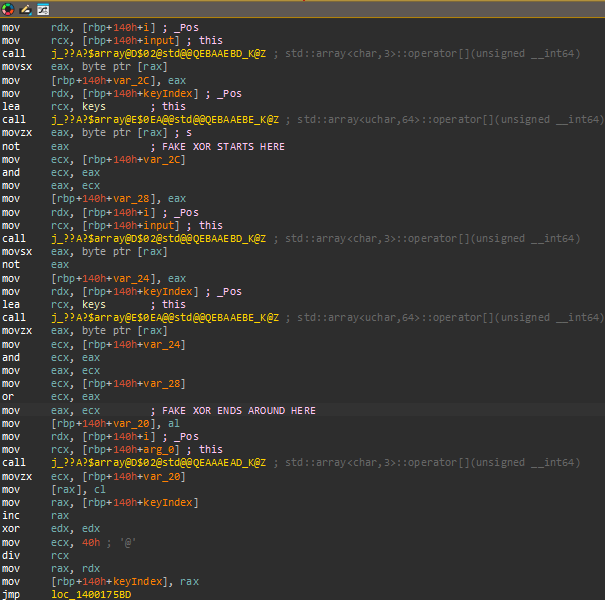 mov rdx, [rbp+140h+i] ; _Pos
mov rcx, [rbp+140h+input] ; this
call j_??A?$array@D$02@std@@QEBAAEBD_K@Z ; std::array<char,3>::operator[](unsigned __int64)
movsx eax, byte ptr [rax]
mov [rbp+140h+var_2C], eax
mov rdx, [rbp+140h+keyIndex] ; _Pos
lea rcx, keys ; this
call j_??A?$array@E$0EA@@std@@QEBAAEBE_K@Z ; std::array<uchar,64>::operator[](unsigned __int64)
movzx eax, byte ptr [rax] ; s
not eax ; FAKE XOR STARTS HERE
mov ecx, [rbp+140h+var_2C]
and ecx, eax
mov eax, ecx
mov [rbp+140h+var_28], eax
mov rdx, [rbp+140h+i] ; _Pos
mov rcx, [rbp+140h+input] ; this
call j_??A?$array@D$02@std@@QEBAAEBD_K@Z ; std::array<char,3>::operator[](unsigned __int64)
movsx eax, byte ptr [rax]
not eax
mov [rbp+140h+var_24], eax
mov rdx, [rbp+140h+keyIndex] ; _Pos
lea rcx, keys ; this
call j_??A?$array@E$0EA@@std@@QEBAAEBE_K@Z ; std::array<uchar,64>::operator[](unsigned __int64)
movzx eax, byte ptr [rax]
mov ecx, [rbp+140h+var_24]
and ecx, eax
mov eax, ecx
mov ecx, [rbp+140h+var_28]
or ecx, eax
mov eax, ecx ; FAKE XOR ENDS AROUND HERE
mov [rbp+140h+var_20], al
mov rdx, [rbp+140h+i] ; _Pos
mov rcx, [rbp+140h+arg_0] ; this
call j_??A?$array@D$02@std@@QEAAAEAD_K@Z ; std::array<char,3>::operator[](unsigned __int64)
movzx ecx, [rbp+140h+var_20]
mov [rax], cl
mov rax, [rbp+140h+keyIndex]
inc rax
xor edx, edx
mov ecx, 40h ; '@'
div rcx
mov rax, rdx
mov [rbp+140h+keyIndex], rax
jmp loc_1400175BD